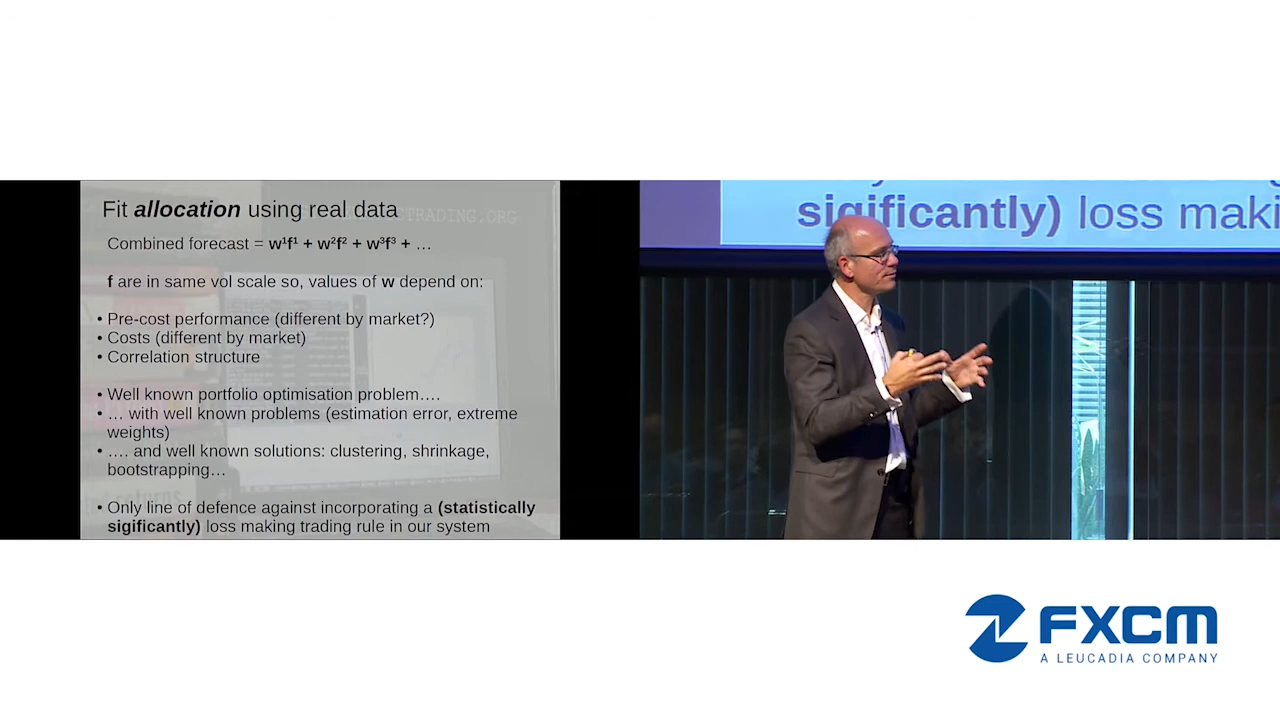 Fit allocation using real data
TRADING.ORG
Combined forecast = w¹f¹ + w²f² + w³f³ + …
f are in same vol scale so, values of w depend on:
• Pre-cost performance (different by market?)
• Costs (different by market)
• Correlation structure
• Well known portfolio optimisation problem….
• … with well known problems (estimation error, extreme
weights)
• …. and well known solutions: clustering, shrinkage,
bootstrapping…
• Only line of defence against incorporating a (statistically
sigificantly) loss making trading rule in our system
sigificantly) loss maki
FXCM
A LEUCADIA COMPANY